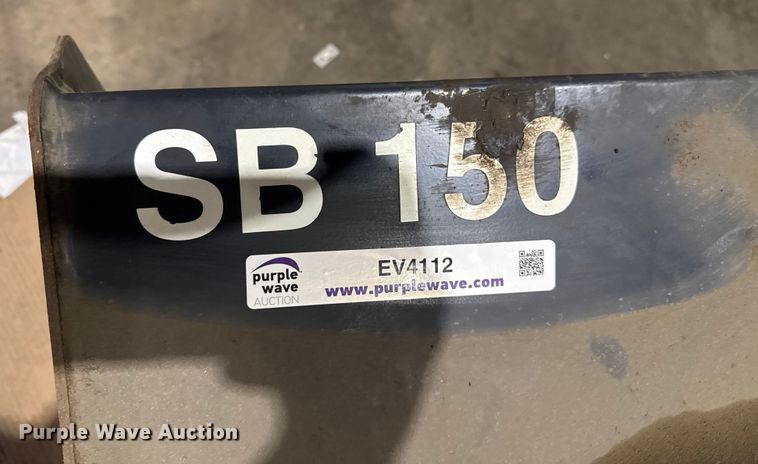 SB 150
purple
wave
AUCTION
EV4112
www.purplewave.com
Purple Wave Auction